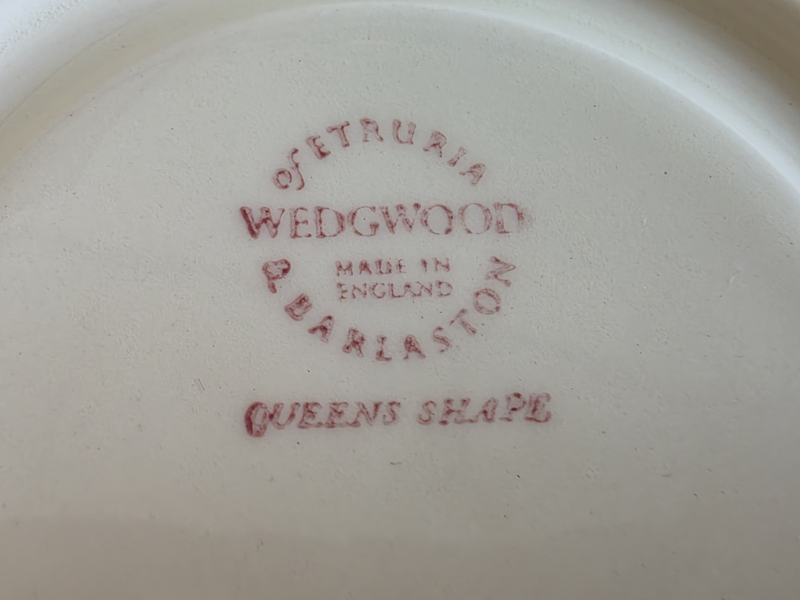 of ETRURIA
WEDGWOOD
MADE IN
ENGLAND
& BARLASTON
QUEENS SHAPE